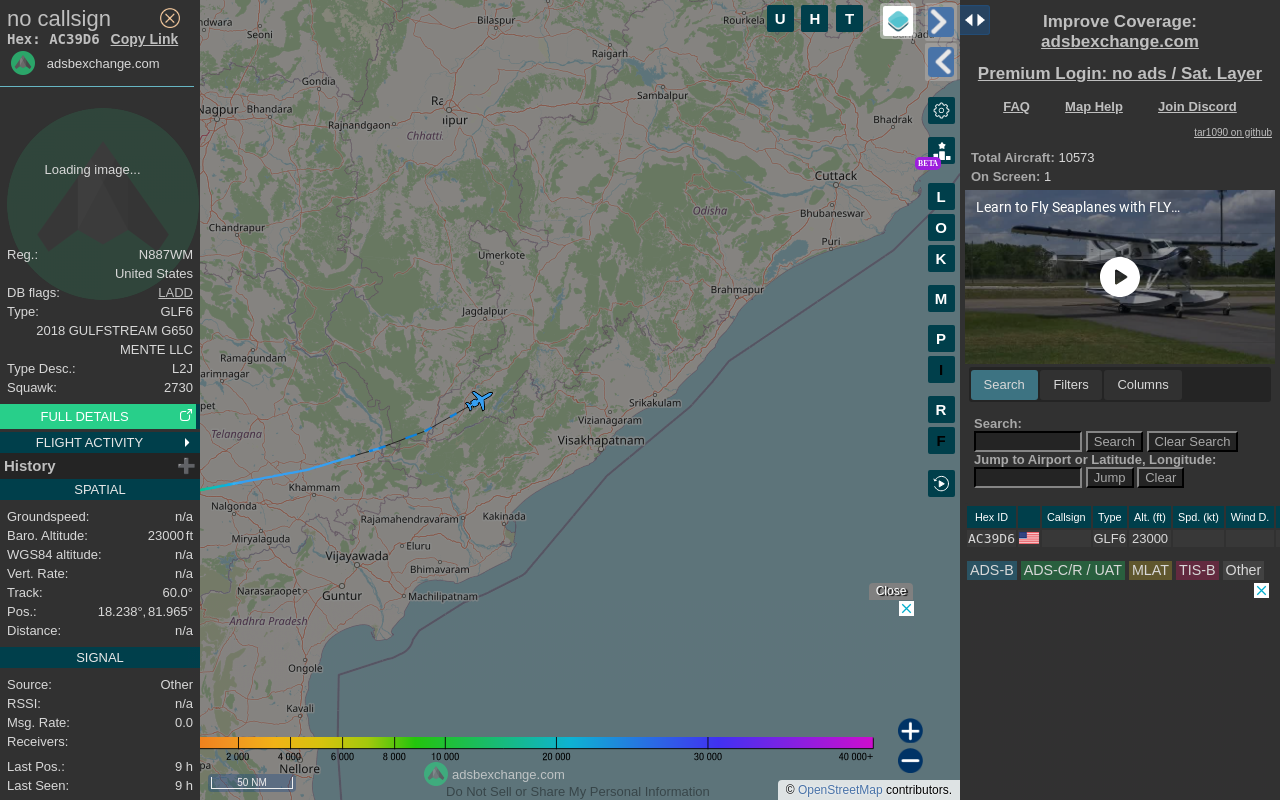 no callsign
Hex: AC39D6 Copy Link
adsbexchange.com
Loading image...
Reg.: N887WM
United States
DB flags: LADD
Type: GLF6
2018 GULFSTREAM G650
MENTE LLC
Type Desc.: L2J
Squawk: 2730
FULL DETAILS
FLIGHT ACTIVITY
History
SPATIAL
Groundspeed: n/a
Baro. Altitude: 23000 ft
WGS84 altitude: n/a
Vert. Rate: n/a
Track: 60.0°
Pos.: 18.238°, 81.965°
Distance: n/a
SIGNAL
Source: Other
RSSI: n/a
Msg. Rate: 0.0
Receivers:
Last Pos.: 9 h
Last Seen: 9 h
Seoni
Bilaspur
Rourkela
U H T
Raigarh
Gondia
Sambalpur
Nagpur
Bhandara
Rajnandgaon
Bhadrak
BETA
Cuttack
Odisha
Bhubaneswar
Chandrapur
Puri
Umerkote
Brahmapur
Jagdalpur
Ramagundam
Srikakulam
Vizianagaram
Telangana
Visakhapatnam
Khammam
Nalgonda
Rajamahendravaram
Kakinada
Miryalaguda
Eluru
Vijayawada
Bhimavaram
Narasaraopet
Guntur
Machilipatnam
Andhra Pradesh
Ongole
Kavali
Nellore
L
O
K
M
P
I
R
F
Close
2 000 4 000 6 000 8 000 10 000 20 000 30 000 40 000+
50 NM
adsbexchange.com
Do Not Sell or Share My Personal Information
© OpenStreetMap contributors.
Improve Coverage:
adsbexchange.com
Premium Login: no ads / Sat. Layer
FAQ Map Help Join Discord
tar1090 on github
Total Aircraft: 10573
On Screen: 1
Learn to Fly Seaplanes with FLY...
Search Filters Columns
Search:
Search Clear Search
Jump to Airport or Latitude, Longitude:
Jump Clear
Hex ID Callsign Type Alt. (ft) Spd. (kt) Wind D.
AC39D6 GLF6 23000
ADS-B ADS-C/R / UAT MLAT TIS-B Other